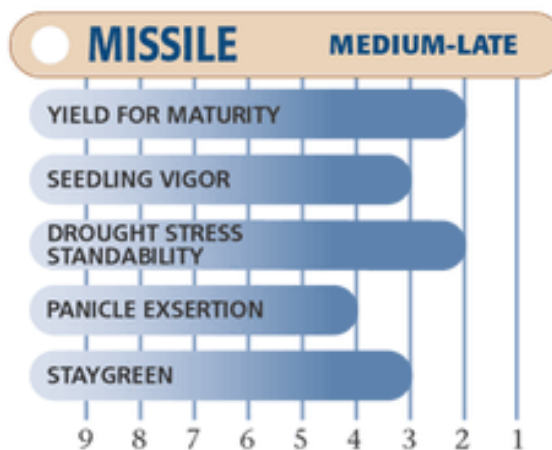 MISSILE MEDIUM-LATE
YIELD FOR MATURITY
SEEDLING VIGOR
DROUGHT STRESS
STANDABILITY
PANICLE EXSERTION
STAYGREEN
9 8 7 6 5 4 3 2 1